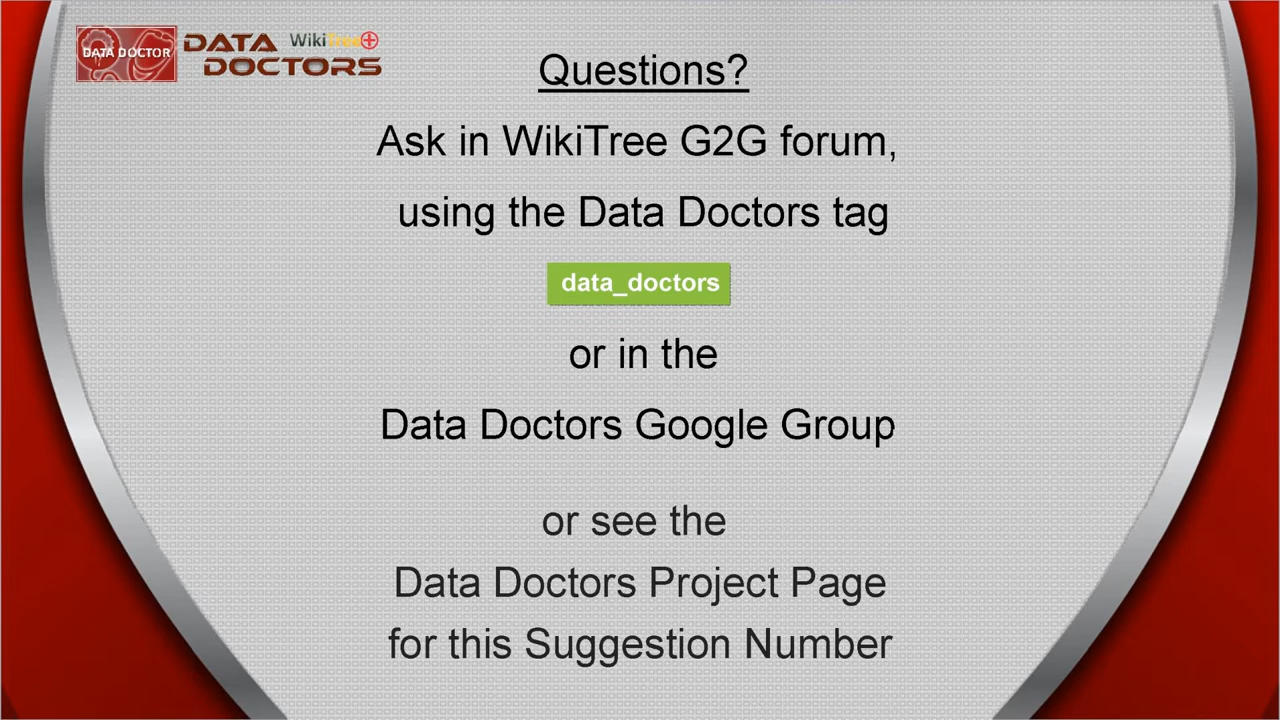 DATA DOCTOR
DATA WikiTree+
DOCTORS
Questions?
Ask in WikiTree G2G forum,
using the Data Doctors tag
data_doctors
or in the
Data Doctors Google Group
or see the
Data Doctors Project Page
for this Suggestion Number